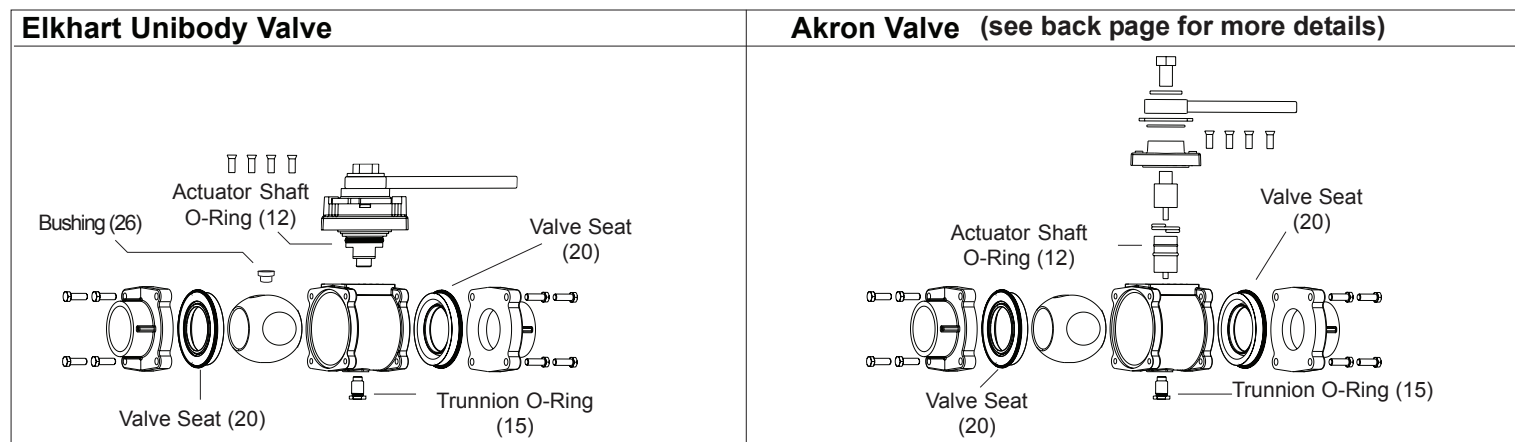 Elkhart Unibody Valve
Akron Valve (see back page for more details)
Actuator Shaft
O-Ring (12)
Bushing (26)
Valve Seat
(20)
Valve Seat (20)
Trunnion O-Ring
(15)
Valve Seat
(20)
Actuator Shaft
O-Ring (12)
Valve Seat
(20)
Trunnion O-Ring (15)